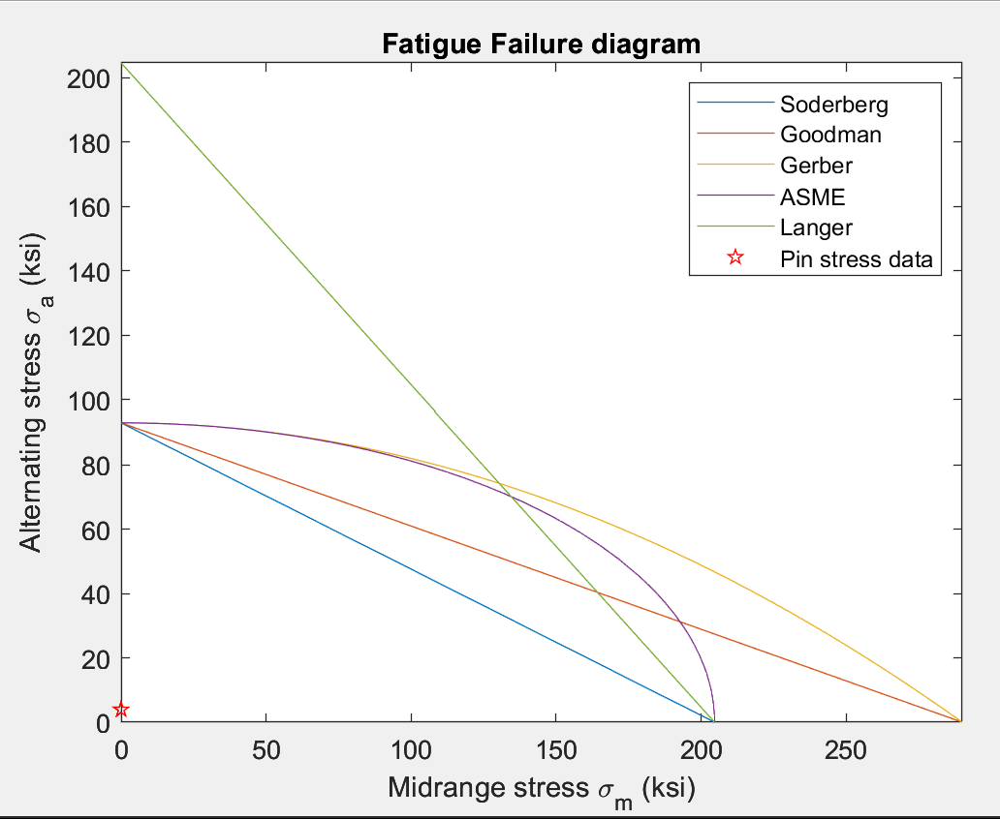 Fatigue Failure diagram
200
180
160
140
120
100
80
60
40
20
0
Alternating stress σa (ksi)
Soderberg
Goodman
Gerber
ASME
Langer
Pin stress data
0 50 100 150 200 250
Midrange stress σm (ksi)